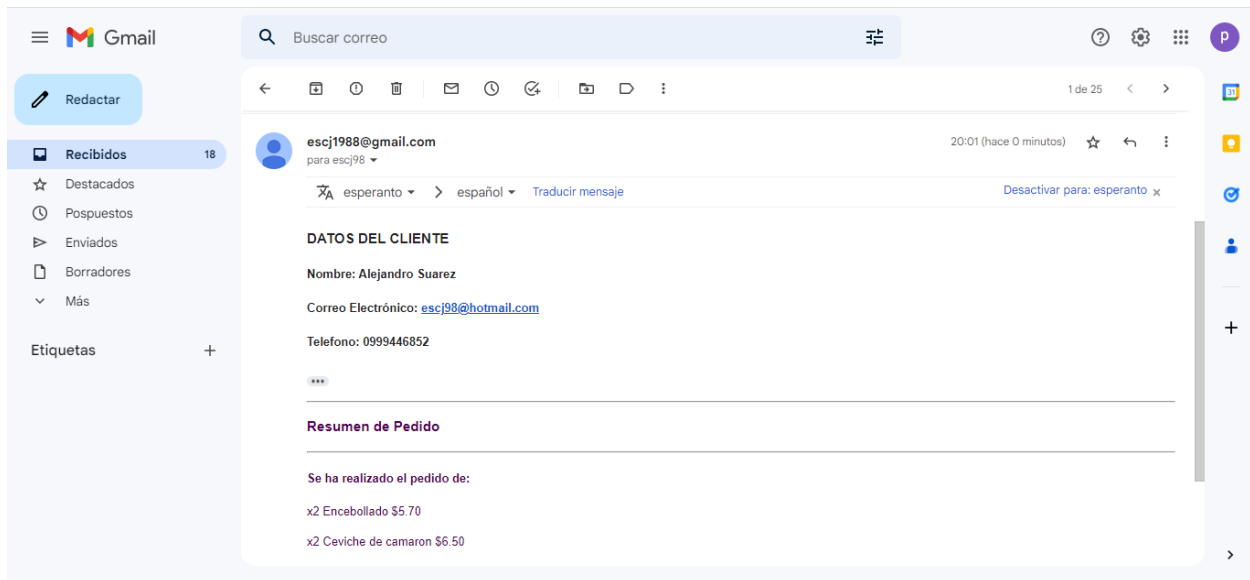 Gmail
Buscar correo
p
Redactar
1 de 25
31
Recibidos 18
Destacados
Pospuestos
Enviados
Borradores
Más
Etiquetas
escj1988@gmail.com
20:01 (hace 0 minutos)
para escj98
esperanto español Traducir mensaje
Desactivar para: esperanto
DATOS DEL CLIENTE
Nombre: Alejandro Suarez
Correo Electrónico: escj98@hotmail.com
Telefono: 0999446852
Resumen de Pedido
Se ha realizado el pedido de:
x2 Encebollado $5.70
x2 Ceviche de camaron $6.50